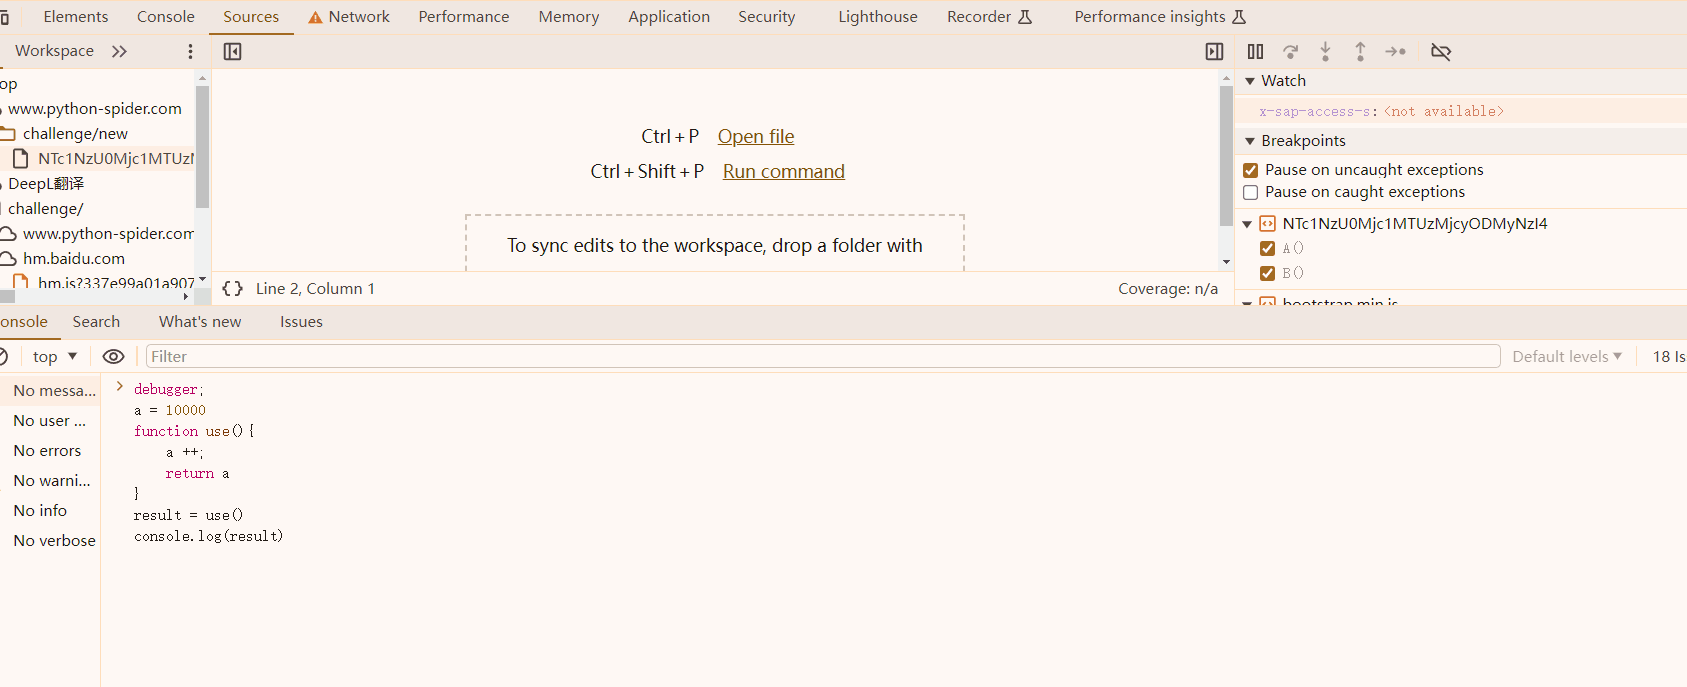 Elements Console Sources Network Performance Memory Application Security Lighthouse Recorder Performance insights
Workspace
op
www.python-spider.com
challenge/new
NTc1NzU0Mjc1MTUz
DeepL翻译
challenge/
www.python-spider.com
hm.baidu.com
hm.js?337e99a01a907
Ctrl + P Open file
Ctrl + Shift + P Run command
To sync edits to the workspace, drop a folder with
{} Line 2, Column 1 Coverage: n/a
Watch
x-sap-access-s: <not available>
Breakpoints
Pause on uncaught exceptions
Pause on caught exceptions
NTc1NzU0Mjc1MTUzMjcyODMyNzI4
A()
B()
bootstrap.min.js
onsole Search What's new Issues
top Filter Default levels 18 Is
No messa...
No user ...
No errors
No warni...
No info
No verbose
debugger;
a = 10000
function use(){
a ++;
return a
}
result = use()
console.log(result)